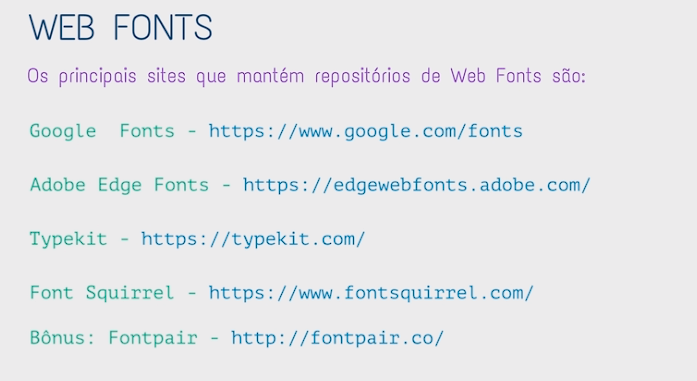 WEB FONTS
Os principais sites que mantém repositórios de Web Fonts são:
Google Fonts - https://www.google.com/fonts
Adobe Edge Fonts - https://edgewebfonts.adobe.com/
Typekit - https://typekit.com/
Font Squirrel - https://www.fontsquirrel.com/
Bônus: Fontpair - http://fontpair.co/